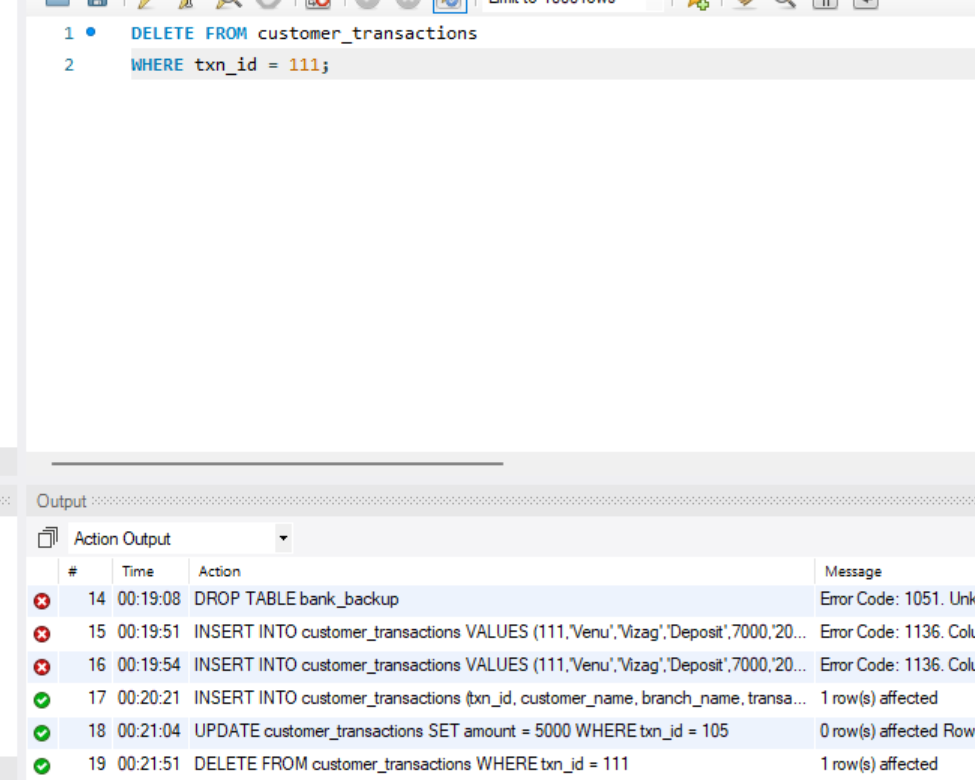 1 DELETE FROM customer_transactions
2 WHERE txn_id = 111;
Output
Action Output
# Time Action Message
14 00:19:08 DROP TABLE bank_backup Error Code: 1051.
15 00:19:51 INSERT INTO customer_transactions VALUES (111,'Venu','Vizag','Deposit',7000,'20... Error Code: 1136.
16 00:19:54 INSERT INTO customer_transactions VALUES (111,'Venu','Vizag','Deposit',7000,'20... Error Code: 1136.
17 00:20:21 INSERT INTO customer_transactions (txn_id, customer_name, branch_name, transa... 1 row(s) affected
18 00:21:04 UPDATE customer_transactions SET amount = 5000 WHERE txn_id = 105 0 row(s) affected Row
19 00:21:51 DELETE FROM customer_transactions WHERE txn_id = 111 1 row(s) affected